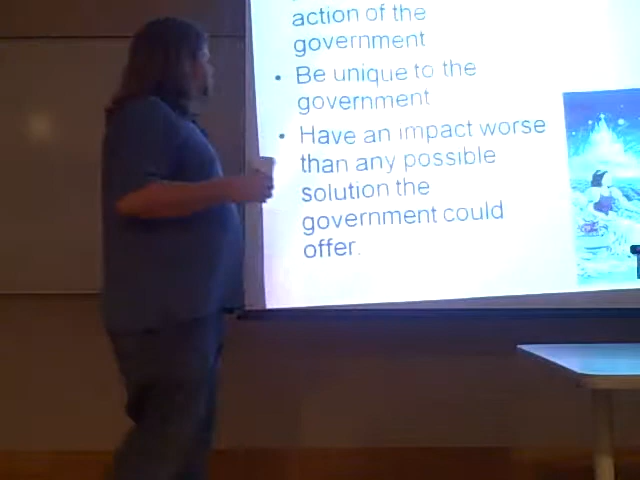 action of the
government
• Be unique to the
government
• Have an impact worse
than any possible
solution the
government could
offer.